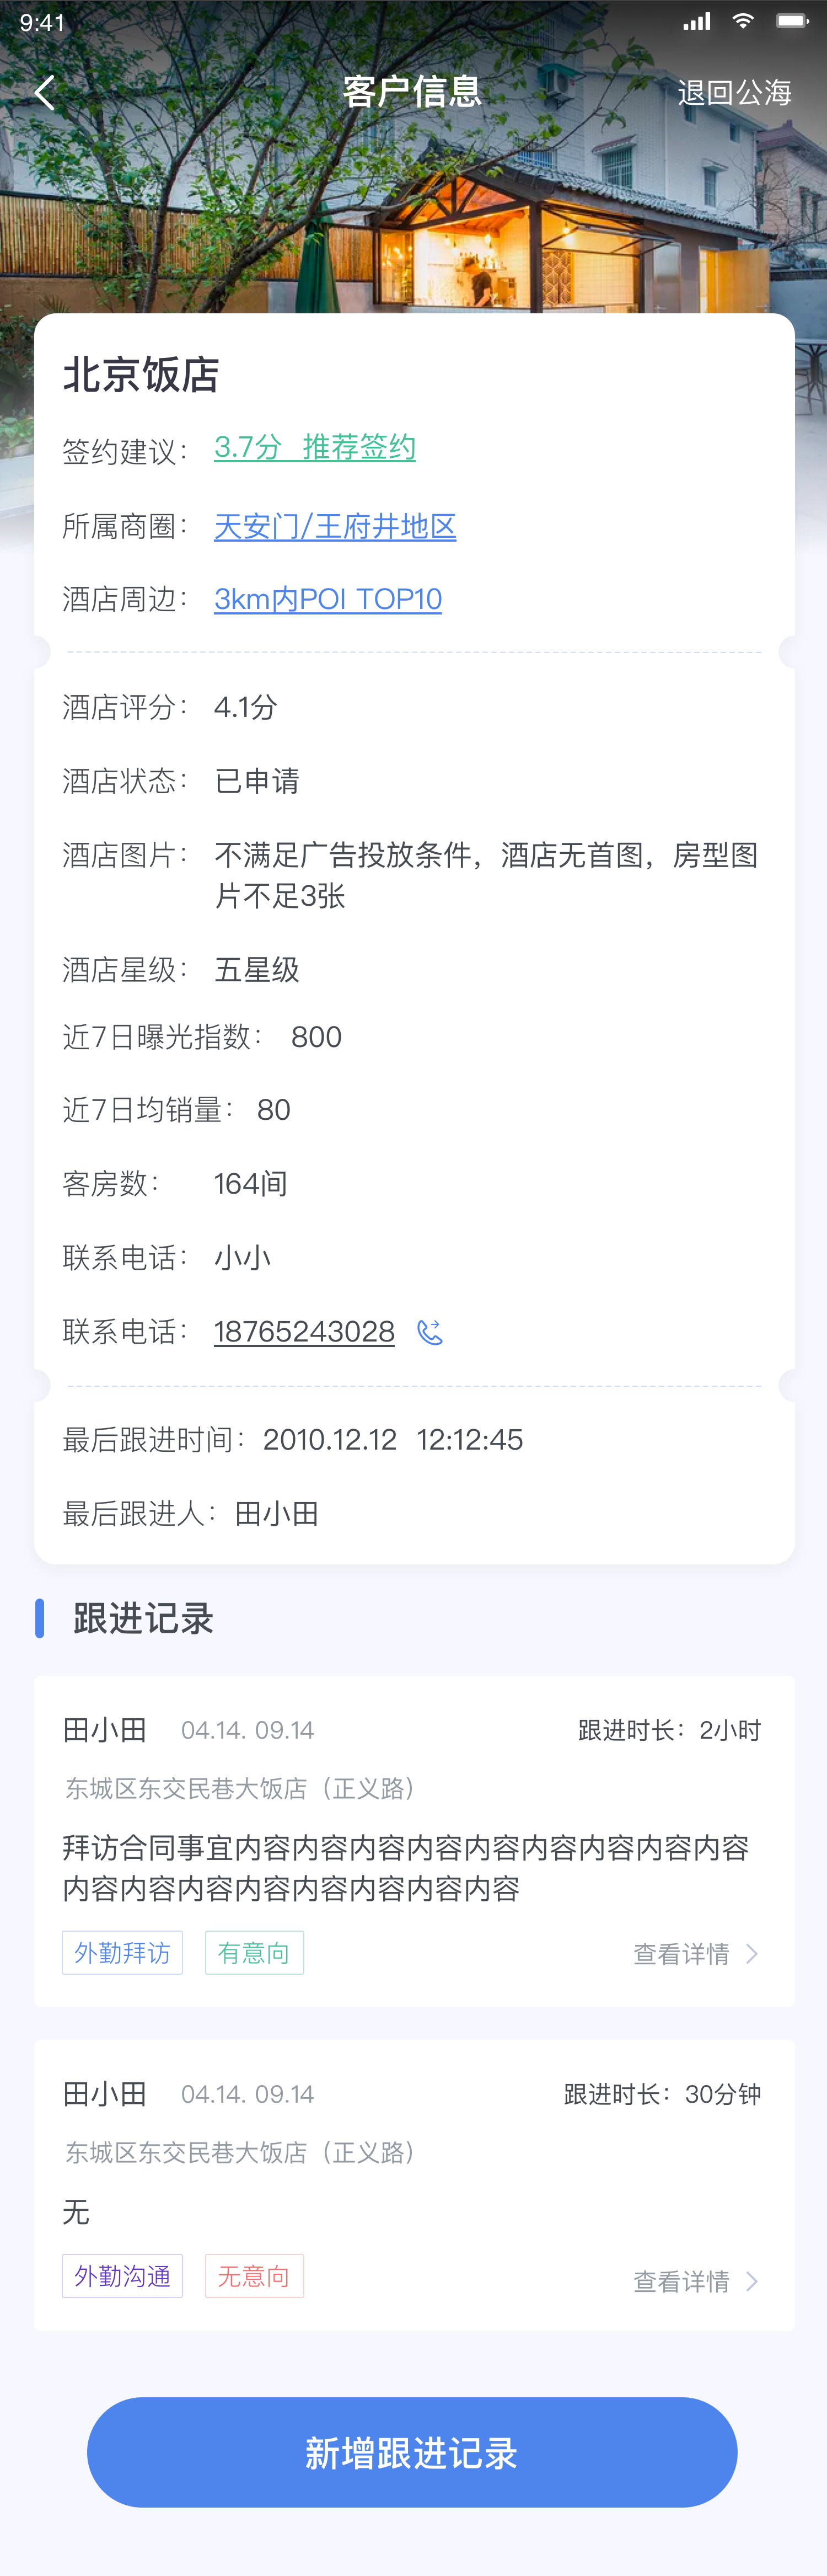 9:41
客户信息
退回公海
北京饭店
签约建议： 3.7分 推荐签约
所属商圈： 天安门/王府井地区
酒店周边： 3km内POI TOP10
酒店评分： 4.1分
酒店状态： 已申请
酒店图片： 不满足广告投放条件，酒店无首图，房型图
片不足3张
酒店星级： 五星级
近7日曝光指数： 800
近7日均销量： 80
客房数： 164间
联系电话： 小小
联系电话： 18765243028
最后跟进时间：2010.12.12 12:12:45
最后跟进人：田小田
跟进记录
田小田 04.14. 09.14 跟进时长：2小时
东城区东交民巷大饭店（正义路）
拜访合同事宜内容内容内容内容内容内容内容内容内容
内容内容内容内容内容内容内容内容
外勤拜访 有意向 查看详情
田小田 04.14. 09.14 跟进时长：30分钟
东城区东交民巷大饭店（正义路）
无
外勤沟通 无意向 查看详情
新增跟进记录